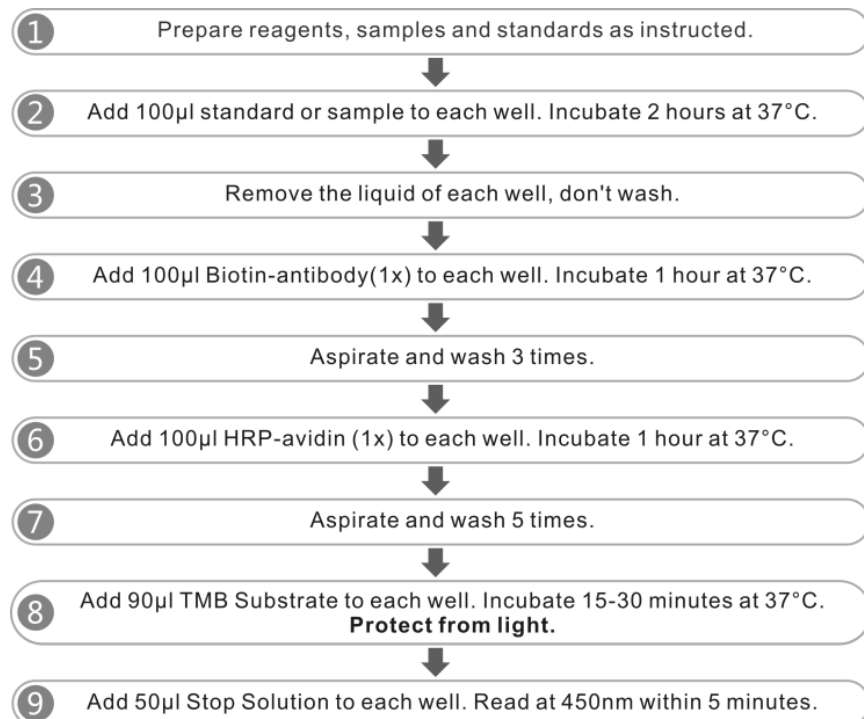 1 Prepare reagents, samples and standards as instructed.
2 Add 100µl standard or sample to each well. Incubate 2 hours at 37°C.
3 Remove the liquid of each well, don't wash.
4 Add 100µl Biotin-antibody(1x) to each well. Incubate 1 hour at 37°C.
5 Aspirate and wash 3 times.
6 Add 100µl HRP-avidin (1x) to each well. Incubate 1 hour at 37°C.
7 Aspirate and wash 5 times.
8 Add 90µl TMB Substrate to each well. Incubate 15-30 minutes at 37°C.
Protect from light.
9 Add 50µl Stop Solution to each well. Read at 450nm within 5 minutes.